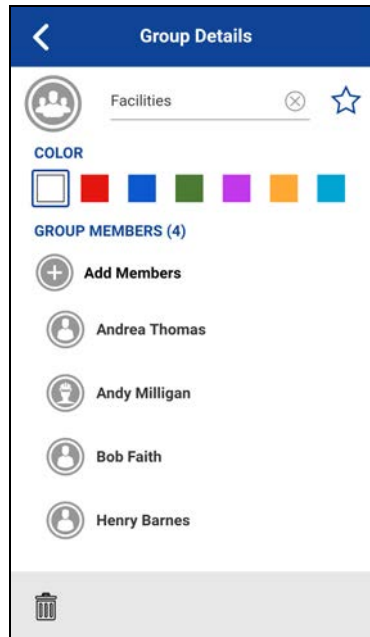 Group Details
Facilities
COLOR
GROUP MEMBERS (4)
Add Members
Andrea Thomas
Andy Milligan
Bob Faith
Henry Barnes